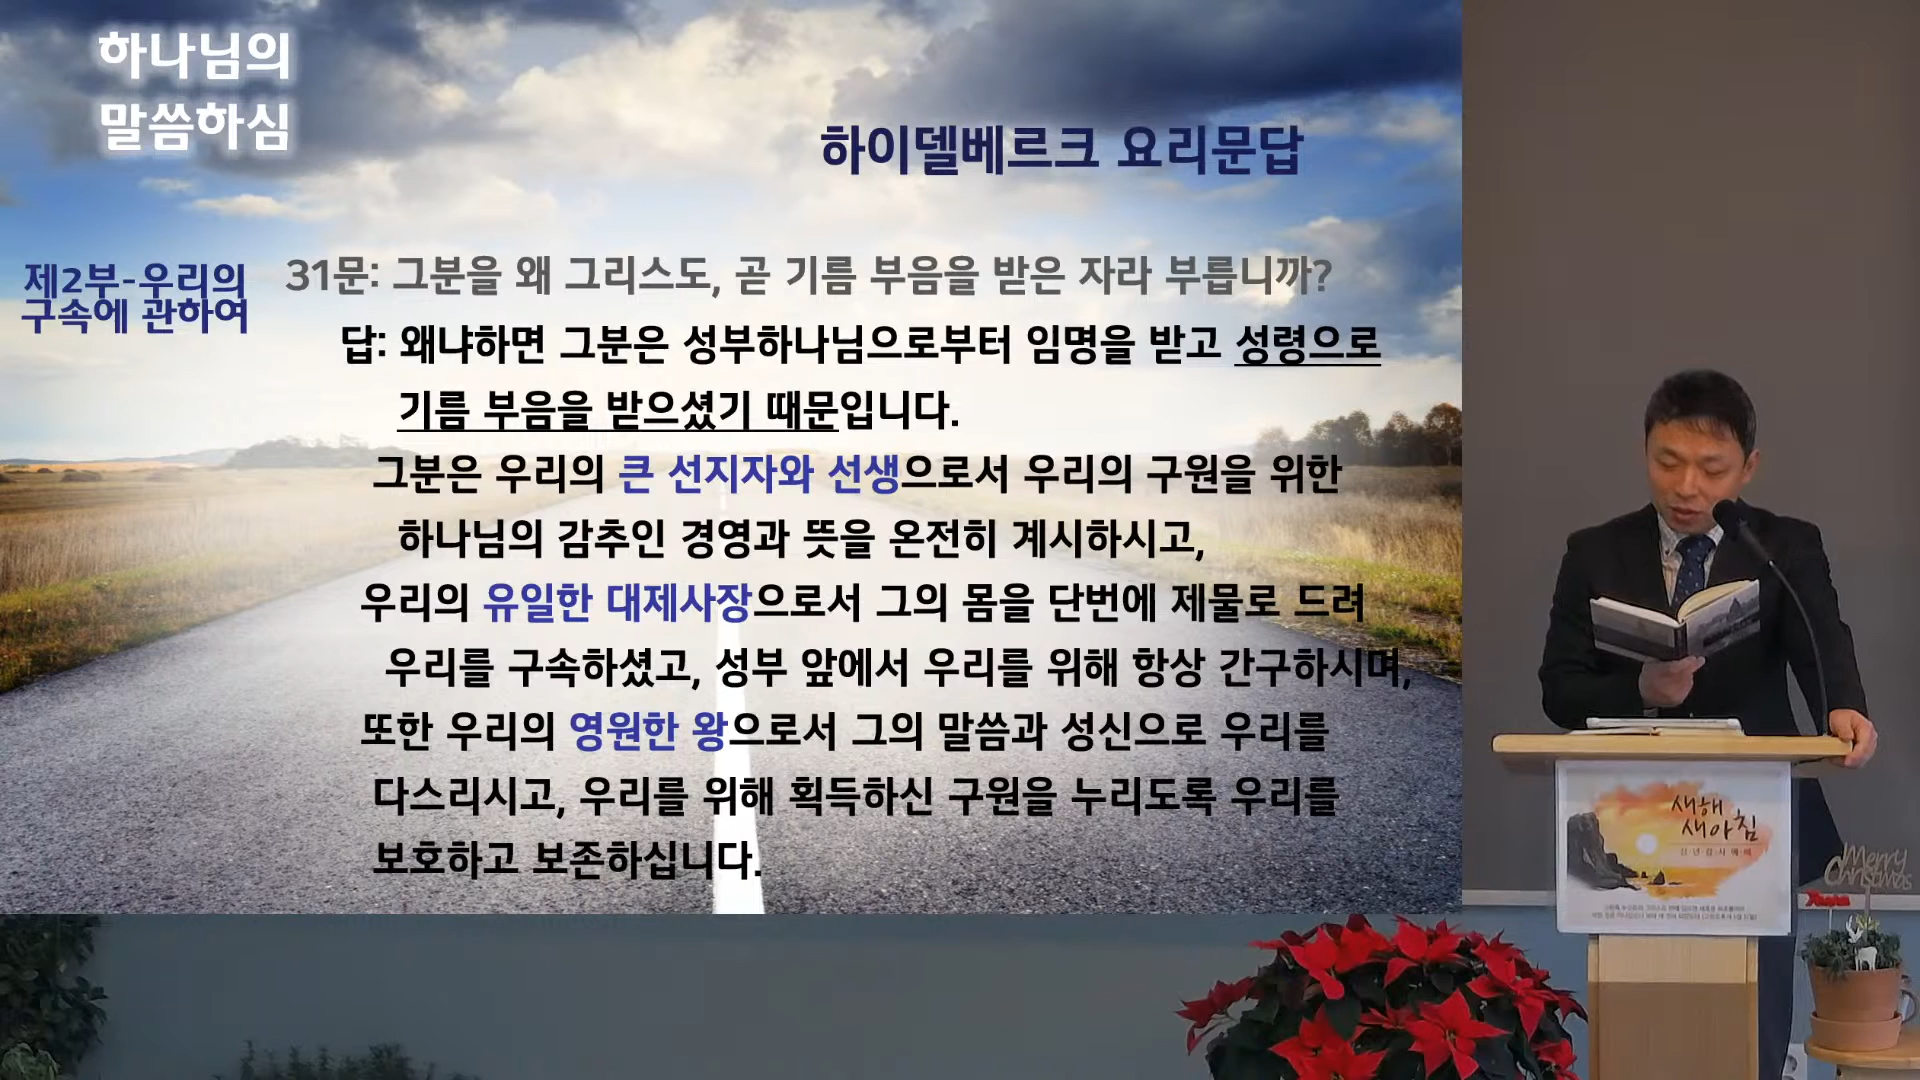 하나님의
말씀하심
하이델베르크 요리문답
제2부-우리의
구속에 관하여
31문: 그분을 왜 그리스도, 곧 기름 부음을 받은 자라 부릅니까?
답: 왜냐하면 그분은 성부하나님으로부터 임명을 받고 성령으로
기름 부음을 받으셨기 때문입니다.
그분은 우리의 큰 선지자와 선생으로서 우리의 구원을 위한
하나님의 감추인 경영과 뜻을 온전히 계시하시고,
우리의 유일한 대제사장으로서 그의 몸을 단번에 제물로 드려
우리를 구속하셨고, 성부 앞에서 우리를 위해 항상 간구하시며,
또한 우리의 영원한 왕으로서 그의 말씀과 성신으로 우리를
다스리시고, 우리를 위해 획득하신 구원을 누리도록 우리를
보호하고 보존하십니다.
새해
새아침
신년감사예배
Merry
Christmas